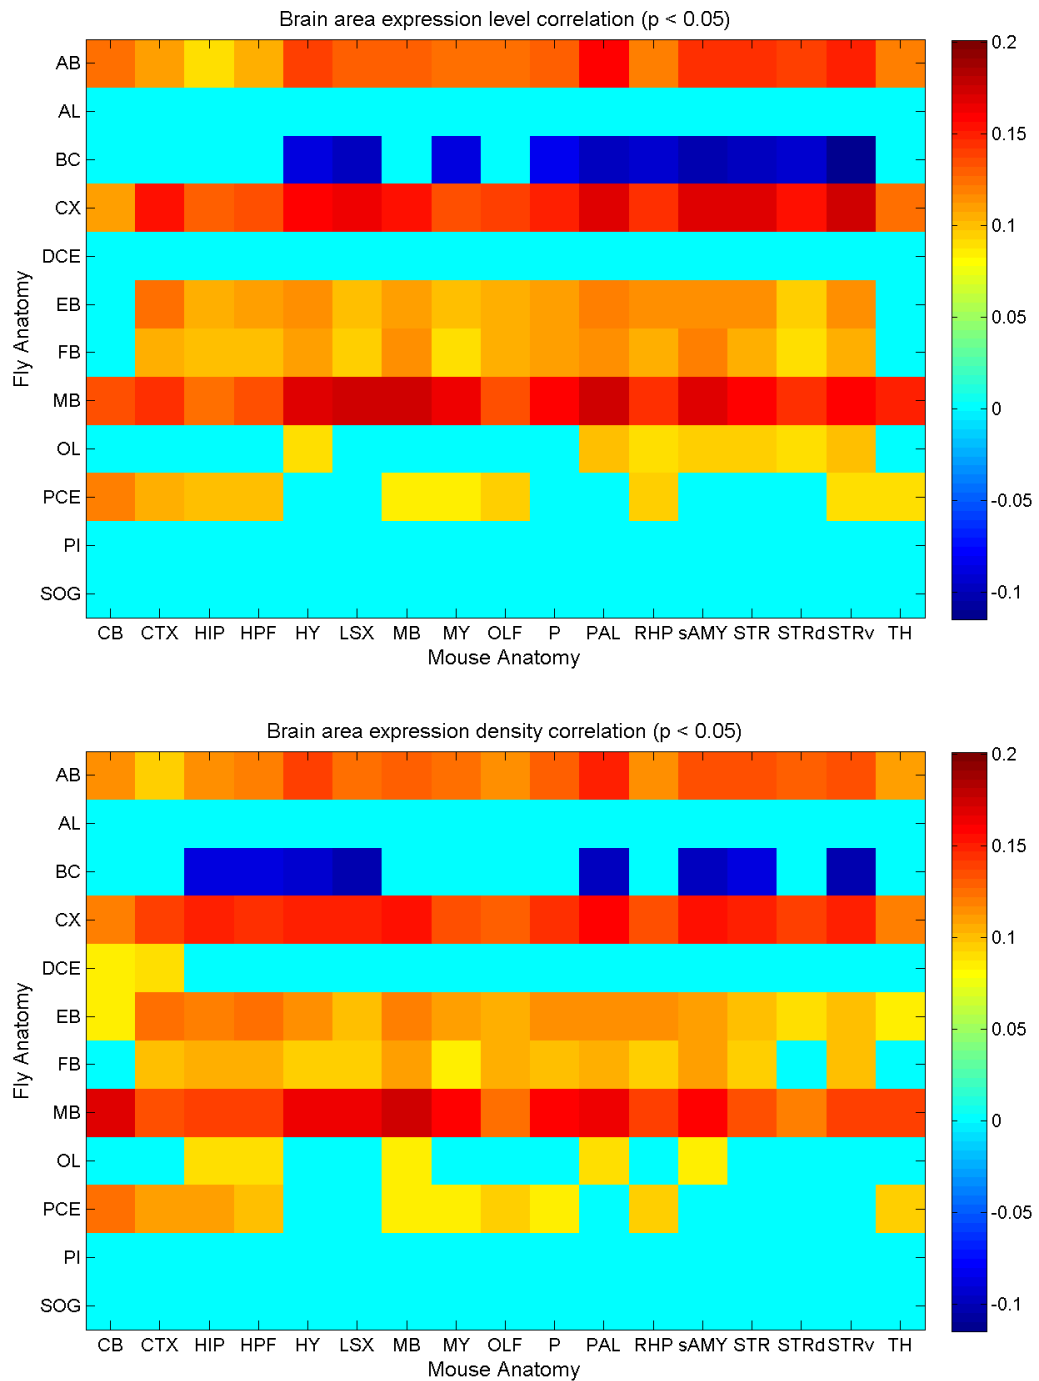 Brain area expression level correlation (p < 0.05)
Fly Anatomy
AB
AL
BC
CX
DCE
EB
FB
MB
OL
PCE
PI
SOG
CB CTX HIP HPF HY LSX MB MY OLF P PAL RHP sAMY STR STRd STRv TH
Mouse Anatomy
0.2
0.15
0.1
0.05
0
-0.05
-0.1
Brain area expression density correlation (p < 0.05)
Fly Anatomy
AB
AL
BC
CX
DCE
EB
FB
MB
OL
PCE
PI
SOG
CB CTX HIP HPF HY LSX MB MY OLF P PAL RHP sAMY STR STRd STRv TH
Mouse Anatomy
0.2
0.15
0.1
0.05
0
-0.05
-0.1